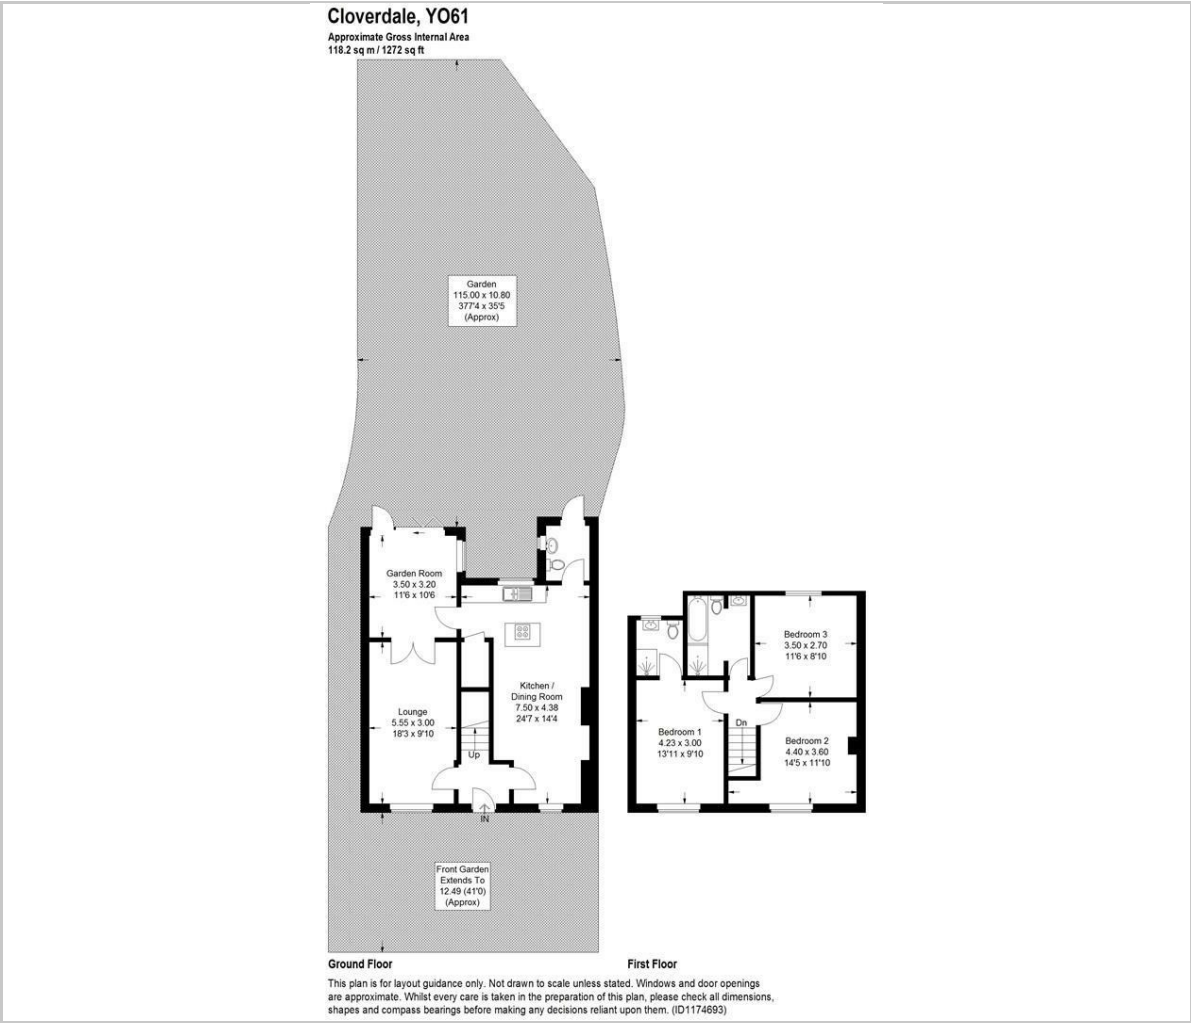 Cloverdale, YO61
Approximate Gross Internal Area
118.2 sq m / 1272 sq ft
Garden
115.00 x 10.80
377'4 x 35'5
(Approx)
Garden Room
3.50 x 3.20
11'6 x 10'6
Kitchen /
Dining Room
7.50 x 4.38
24'7 x 14'4
Lounge
5.55 x 3.00
18'3 x 9'10
Up
IN
Front Garden
Extends To
12.49 (41'0)
(Approx)
Bedroom 3
3.50 x 2.70
11'6 x 8'10
Bedroom 1
4.23 x 3.00
13'11 x 9'10
Dn
Bedroom 2
4.40 x 3.60
14'5 x 11'10
Ground Floor
First Floor
This plan is for layout guidance only. Not drawn to scale unless stated. Windows and door openings
are approximate. Whilst every care is taken in the preparation of this plan, please check all dimensions,
shapes and compass bearings before making any decisions reliant upon them. (ID1174693)